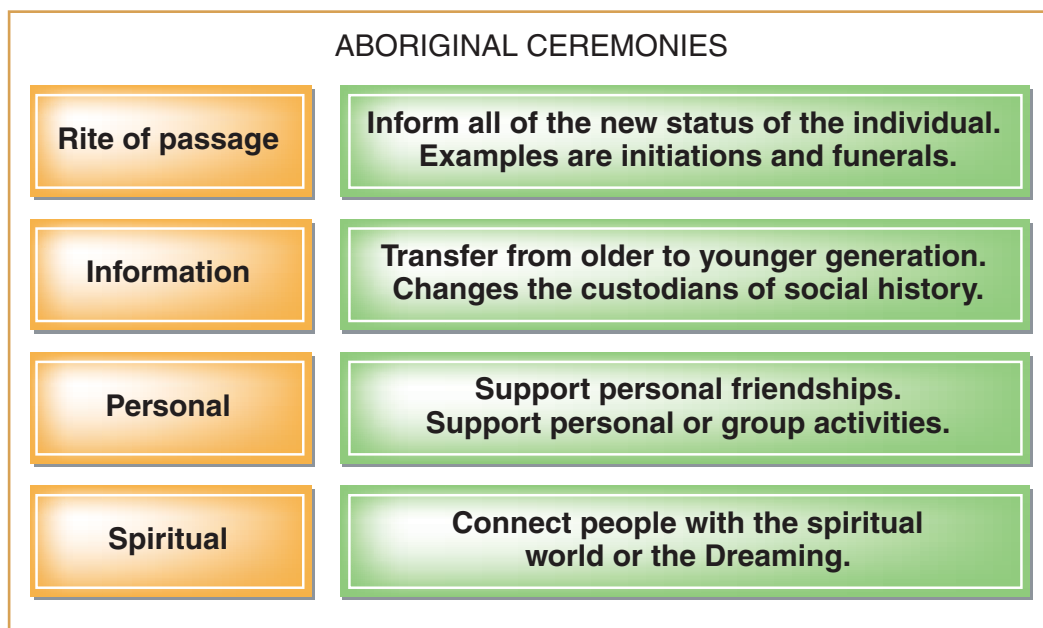 ABORIGINAL CEREMONIES
Rite of passage
Inform all of the new status of the individual.
Examples are initiations and funerals.
Information
Transfer from older to younger generation.
Changes the custodians of social history.
Personal
Support personal friendships.
Support personal or group activities.
Spiritual
Connect people with the spiritual
world or the Dreaming.